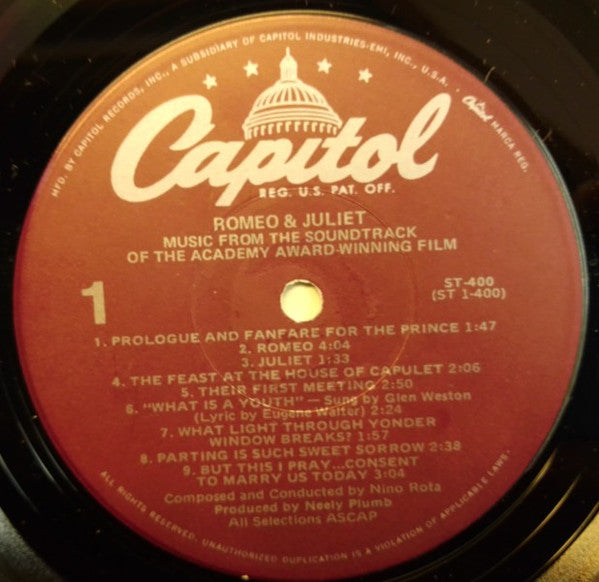 MFD. BY CAPITOL RECORDS, INC., A SUBSIDIARY OF CAPITOL INDUSTRIES-EMI, INC., U.S.A. • Capitol MARCA REG.
Capitol
REG. U.S. PAT. OFF.
ROMEO & JULIET
MUSIC FROM THE SOUNDTRACK
OF THE ACADEMY AWARD-WINNING FILM
1
ST-400
(ST 1-400)
1. PROLOGUE AND FANFARE FOR THE PRINCE 1:47
2. ROMEO 4:04
3. JULIET 1:33
4. THE FEAST AT THE HOUSE OF CAPULET 2:06
5. THEIR FIRST MEETING 2:50
6. "WHAT IS A YOUTH" — Sung by Glen Weston
(Lyric by Eugene Walter) 2:24
7. WHAT LIGHT THROUGH YONDER
WINDOW BREAKS? 1:57
8. PARTING IS SUCH SWEET SORROW 2:38
9. BUT THIS I PRAY...CONSENT
TO MARRY US TODAY 3:04
Composed and Conducted by Nino Rota
Produced by Neely Plumb
All Selections ASCAP
ALL RIGHTS RESERVED. UNAUTHORIZED DUPLICATION IS A VIOLATION OF APPLICABLE LAWS.